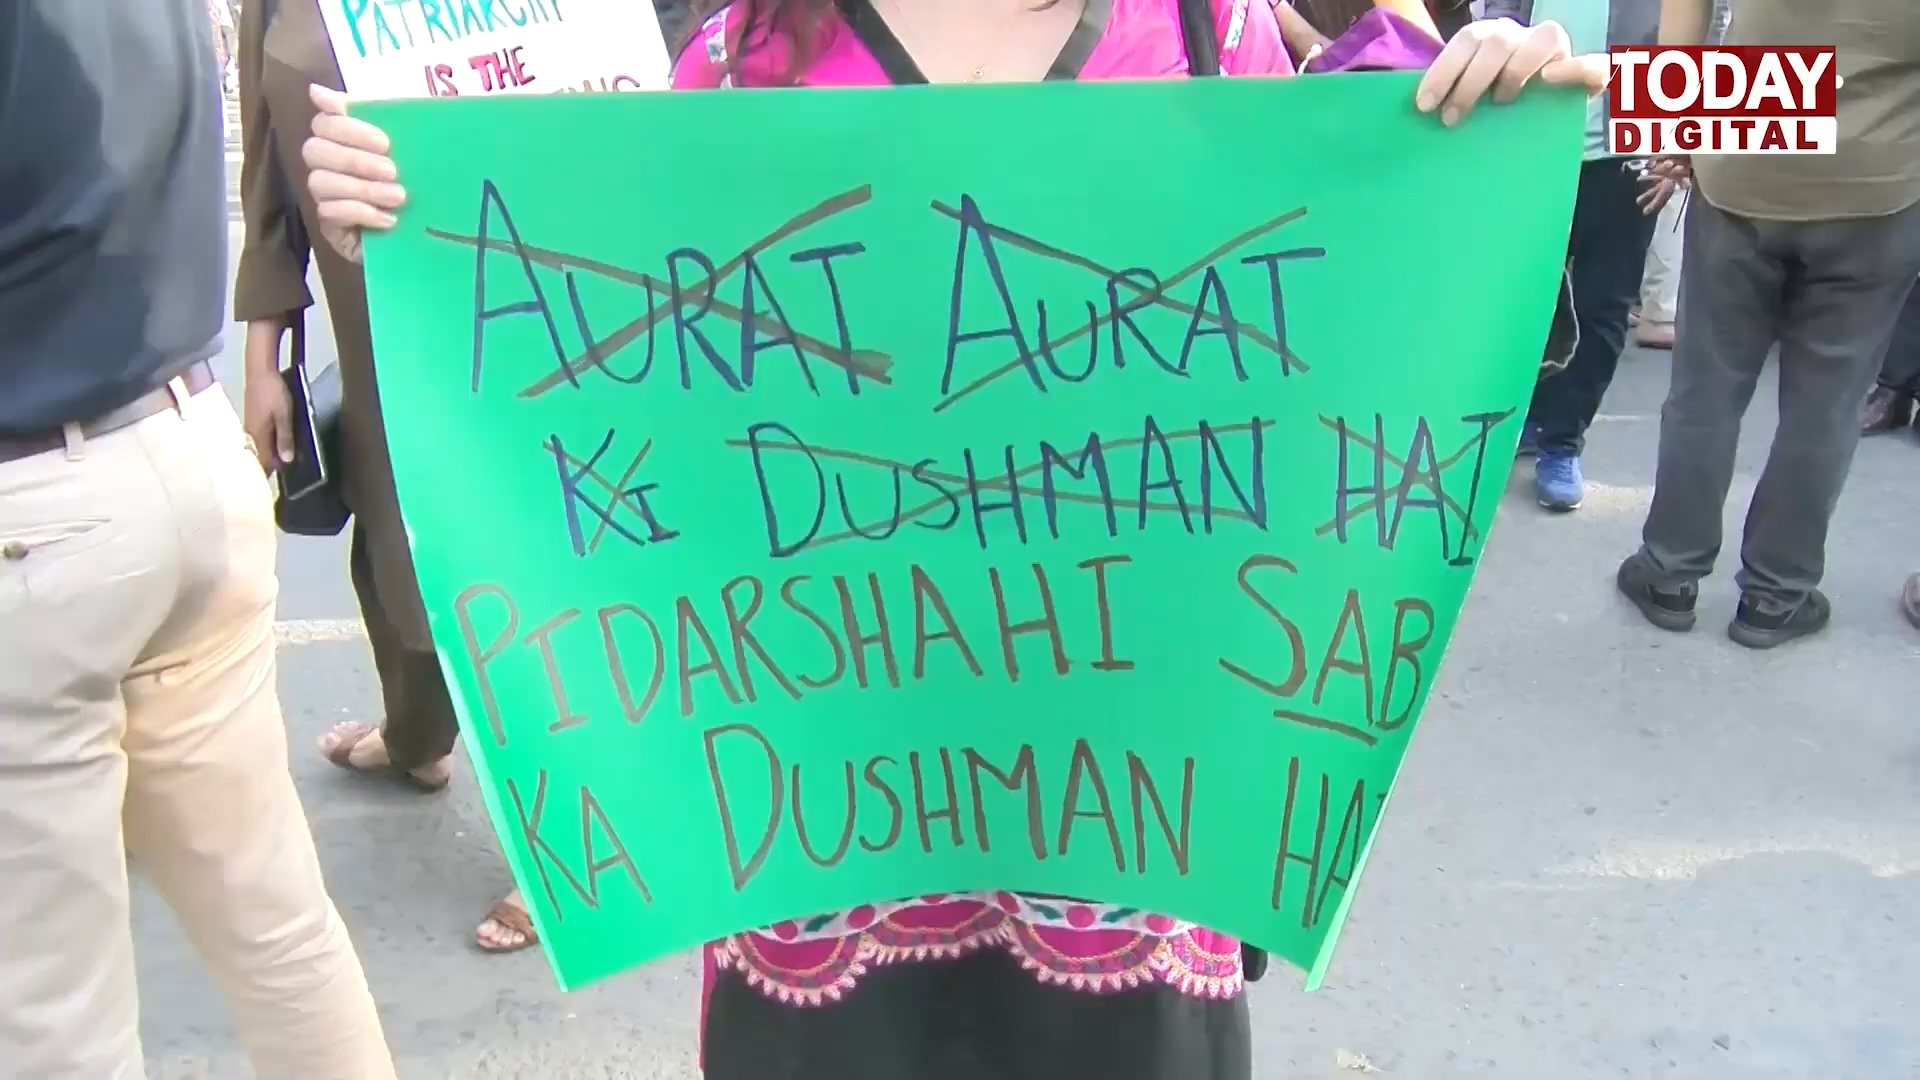 PATRIARCHY
IS THE
TODAY
DIGITAL
AURAT AURAT
KI DUSHMAN HAI
PIDARSHAHI SAB
KA DUSHMAN HAI